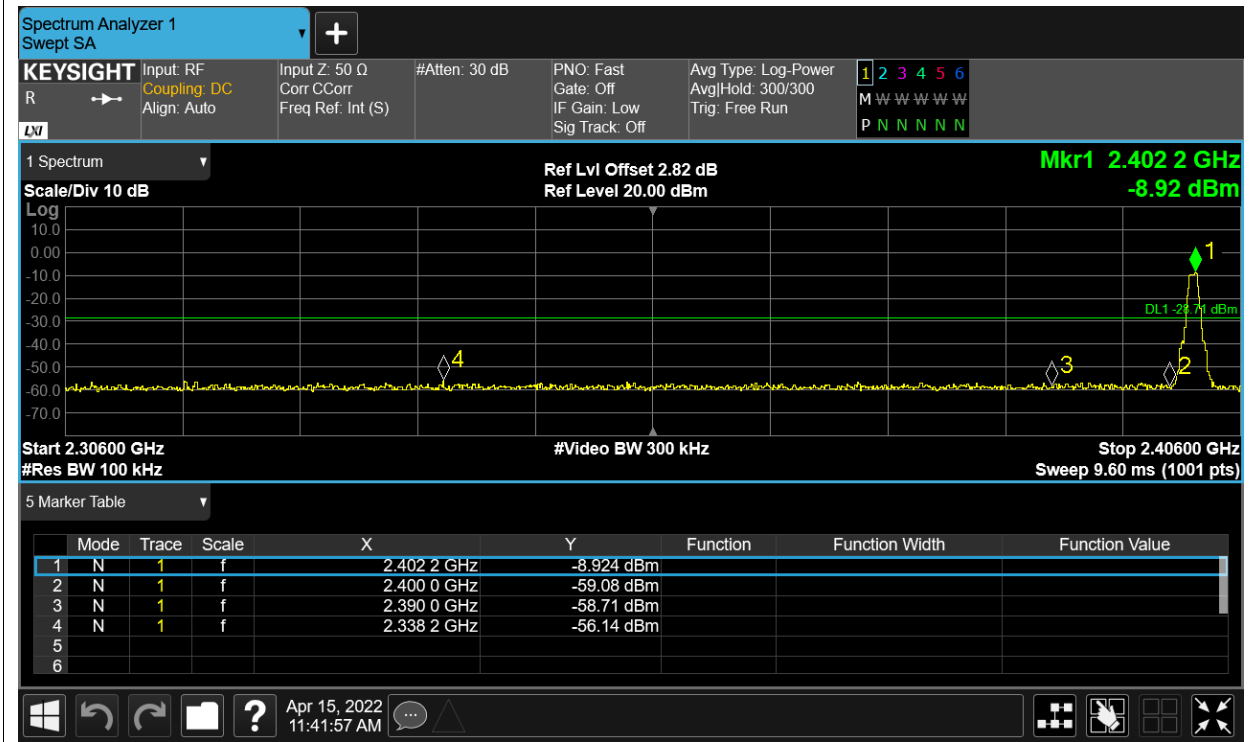 Spectrum Analyzer 1
Swept SA
+
KEYSIGHT Input: RF Input Z: 50 Ω #Atten: 30 dB PNO: Fast Avg Type: Log-Power 1 2 3 4 5 6
R Coupling: DC Corr CCorr Gate: Off Avg|Hold: 300/300 M W W W W W W
Align: Auto Freq Ref: Int (S) IF Gain: Low Trig: Free Run
LXI Sig Track: Off P N N N N N N
1 Spectrum Ref Lvl Offset 2.82 dB Mkr1 2.402 2 GHz
Scale/Div 10 dB Ref Level 20.00 dBm -8.92 dBm
Log
10.0
0.00 1
-10.0
-20.0
DL1 -28.71 dBm
-30.0
-40.0
4 3 2
-50.0
-60.0
-70.0
Start 2.30600 GHz #Video BW 300 kHz Stop 2.40600 GHz
#Res BW 100 kHz Sweep 9.60 ms (1001 pts)
5 Marker Table
Mode Trace Scale X Y Function Function Width Function Value
1 N 1 f 2.402 2 GHz -8.924 dBm
2 N 1 f 2.400 0 GHz -59.08 dBm
3 N 1 f 2.390 0 GHz -58.71 dBm
4 N 1 f 2.338 2 GHz -56.14 dBm
5
6
? Apr 15, 2022
11:41:57 AM